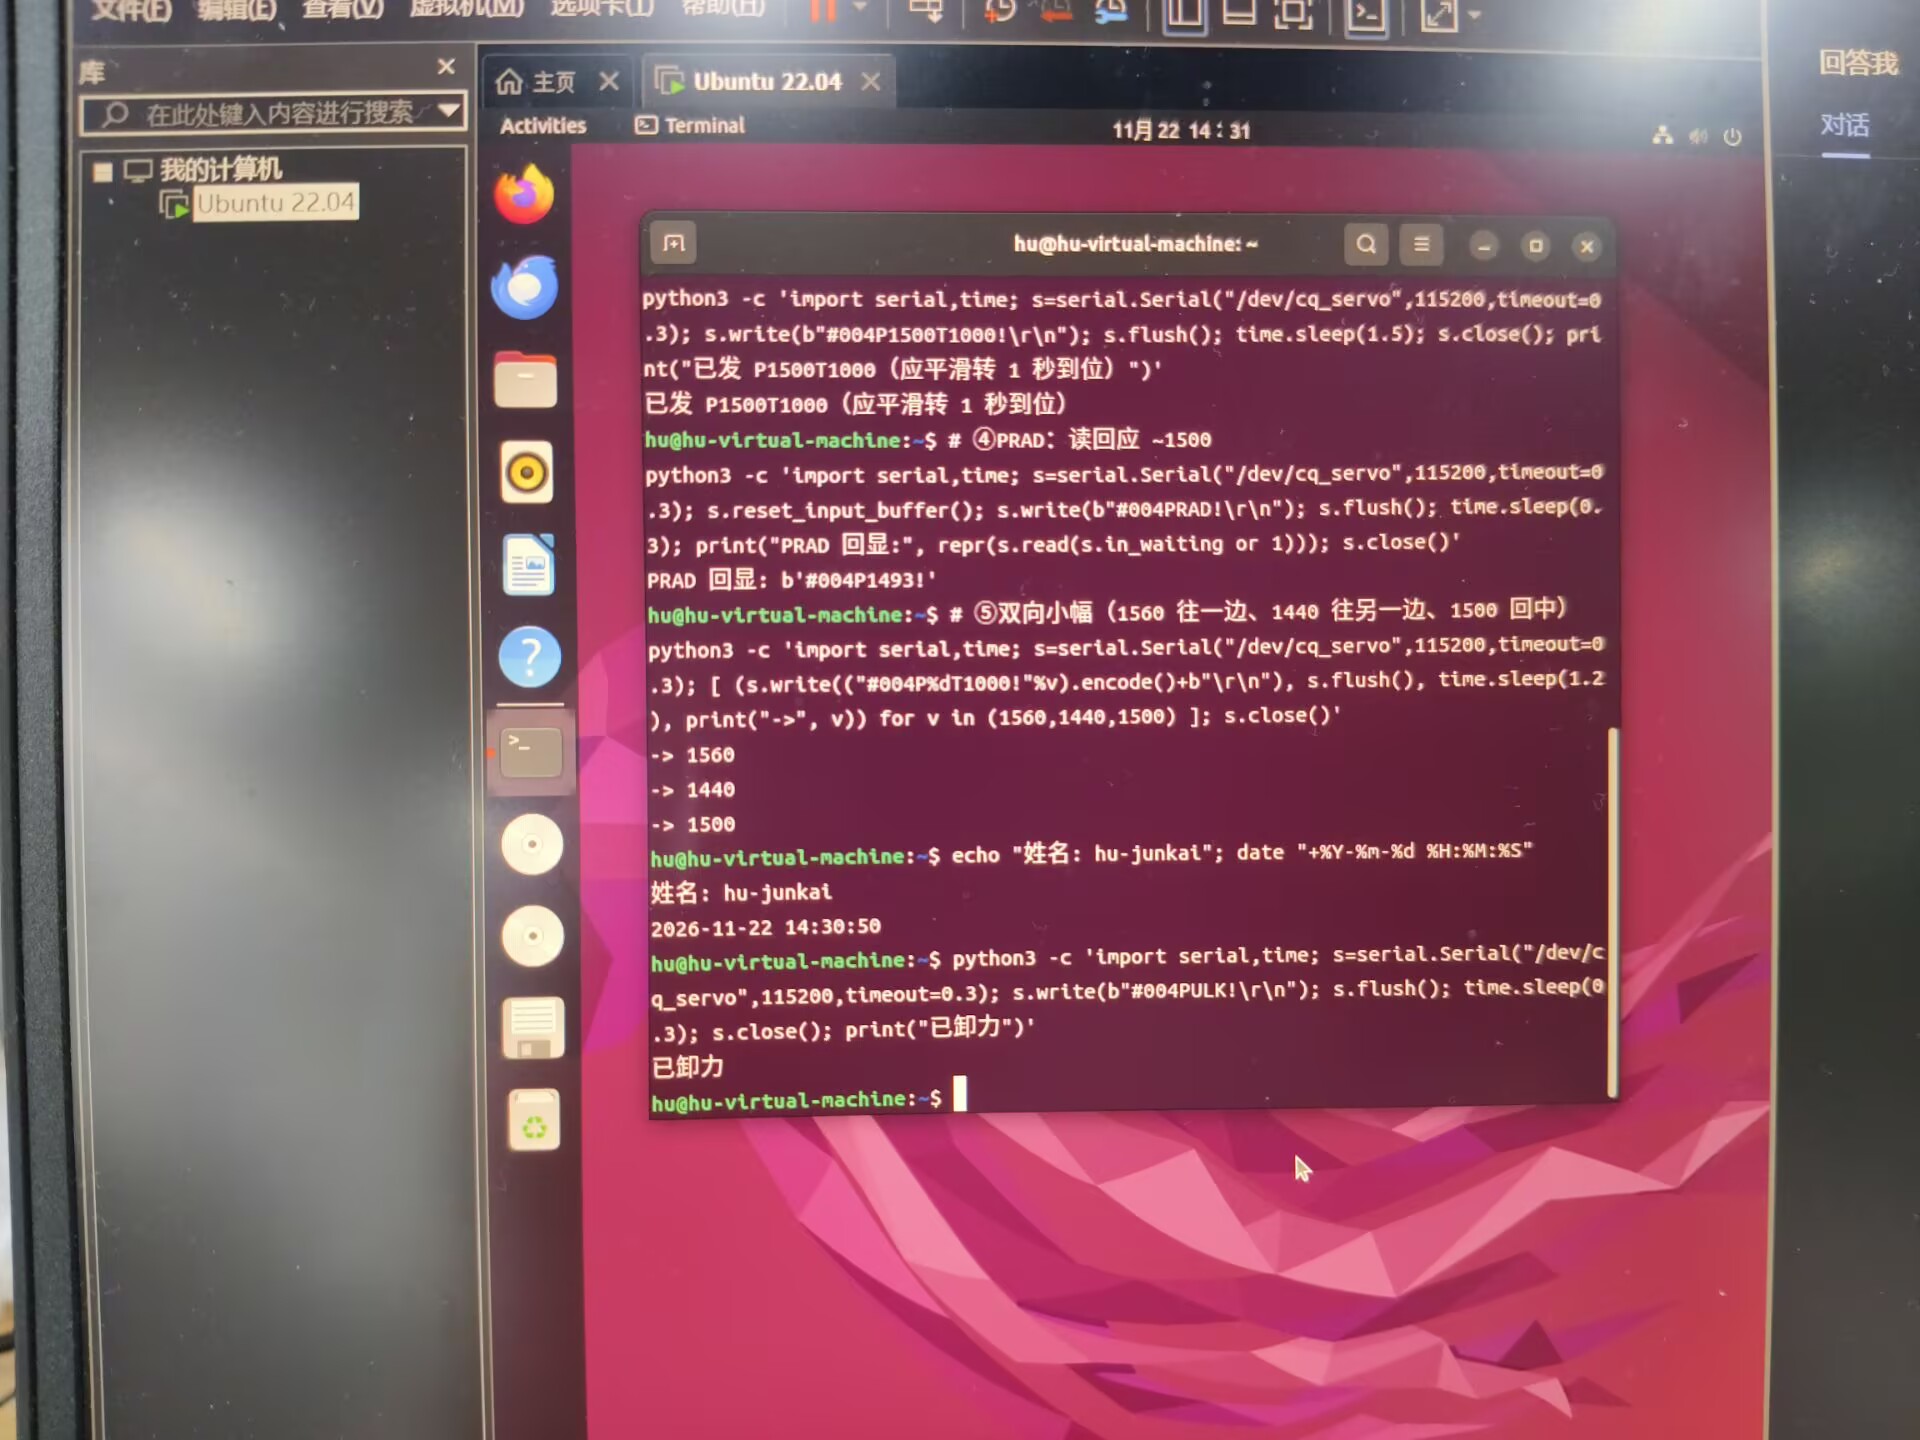 文件(F) 编辑(E) 查看(V) 虚拟机(M) 选项卡(T) 帮助(H)
库
在此处键入内容进行搜索
我的计算机
Ubuntu 22.04
主页
Ubuntu 22.04
回答我
对话
Activities
Terminal
11月 22 14：31
hu@hu-virtual-machine: ~
python3 -c 'import serial,time; s=serial.Serial("/dev/cq_servo",115200,timeout=0
.3); s.write(b"#004P1500T1000!\r\n"); s.flush(); time.sleep(1.5); s.close(); pri
nt("已发 P1500T1000（应平滑转 1 秒到位）")'
已发 P1500T1000（应平滑转 1 秒到位）
hu@hu-virtual-machine:~$ # ④PRAD：读回应 ~1500
python3 -c 'import serial,time; s=serial.Serial("/dev/cq_servo",115200,timeout=0
.3); s.reset_input_buffer(); s.write(b"#004PRAD!\r\n"); s.flush(); time.sleep(0.
3); print("PRAD 回显:", repr(s.read(s.in_waiting or 1))); s.close()'
PRAD 回显: b'#004P1493!'
hu@hu-virtual-machine:~$ # ⑤双向小幅（1560 往一边、1440 往另一边、1500 回中）
python3 -c 'import serial,time; s=serial.Serial("/dev/cq_servo",115200,timeout=0
.3); [ (s.write(("#004P%dT1000!"%v).encode()+b"\r\n"), s.flush(), time.sleep(1.2
), print("->", v)) for v in (1560,1440,1500) ]; s.close()'
-> 1560
-> 1440
-> 1500
hu@hu-virtual-machine:~$ echo "姓名: hu-junkai"; date "+%Y-%m-%d %H:%M:%S"
姓名: hu-junkai
2026-11-22 14:30:50
hu@hu-virtual-machine:~$ python3 -c 'import serial,time; s=serial.Serial("/dev/c
q_servo",115200,timeout=0.3); s.write(b"#004PULK!\r\n"); s.flush(); time.sleep(0
.3); s.close(); print("已卸力")'
已卸力
hu@hu-virtual-machine:~$